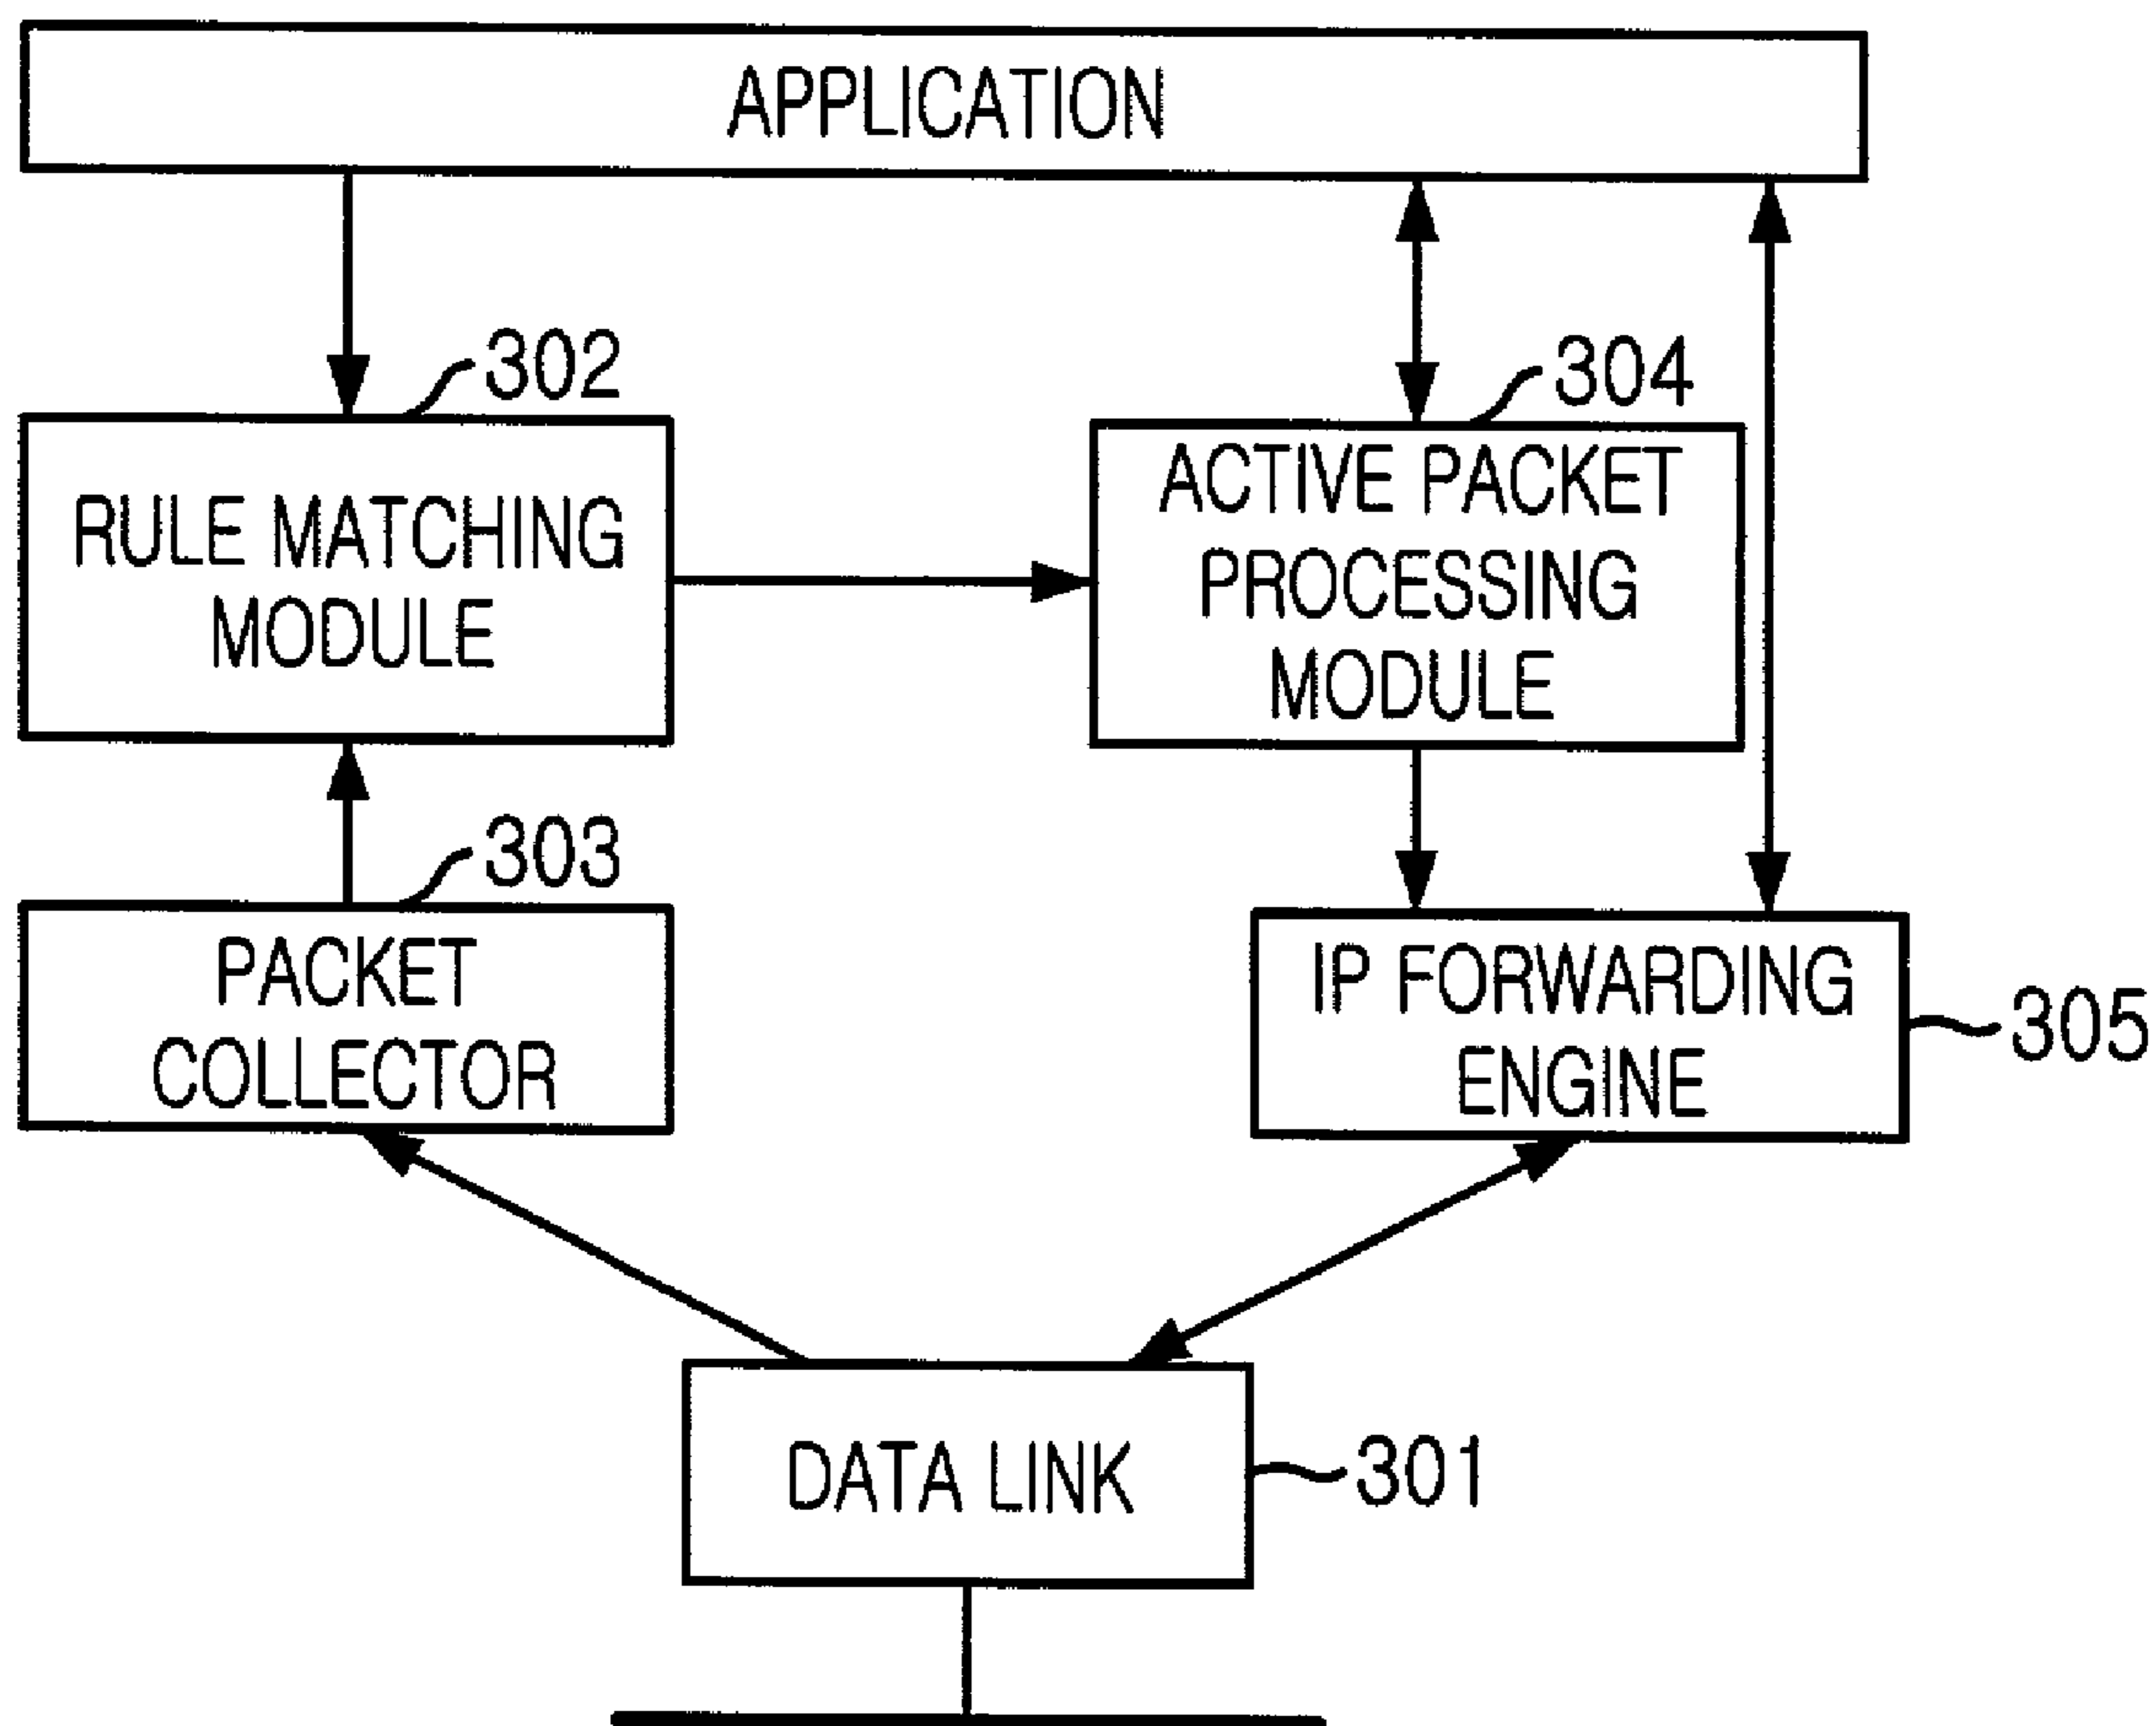 APPLICATION
302
304
RULE MATCHING
MODULE
ACTIVE PACKET
PROCESSING
MODULE
303
PACKET
COLLECTOR
IP FORWARDING
ENGINE
305
DATA LINK
301